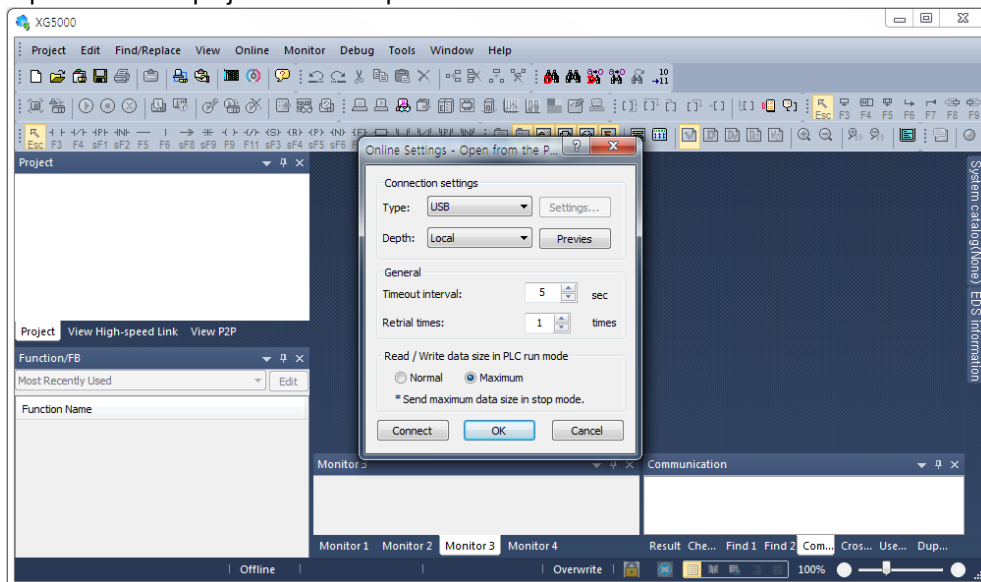 XG5000
Project Edit Find/Replace View Online Monitor Debug Tools Window Help
Esc F3 F4 sF1 sF2 F5 F6 sF8 sF9 F9 F11 sF3 sF4 sF5 sF6
Esc F3 F4 F5 F6 F7 F8 F9
Project
Online Settings - Open from the P...
Connection settings
Type: USB Settings...
Depth: Local Previes
General
Timeout interval: 5 sec
Retrial times: 1 times
Read / Write data size in PLC run mode
Normal Maximum
* Send maximum data size in stop mode.
Connect OK Cancel
Project View High-speed Link View P2P
Function/FB
Most Recently Used Edit
Function Name
System catalog(None) EDS information
Monitor 3
Communication
Monitor 1 Monitor 2 Monitor 3 Monitor 4
Result Che... Find 1 Find 2 Com... Cros... Use... Dup...
Offline Overwrite 100%